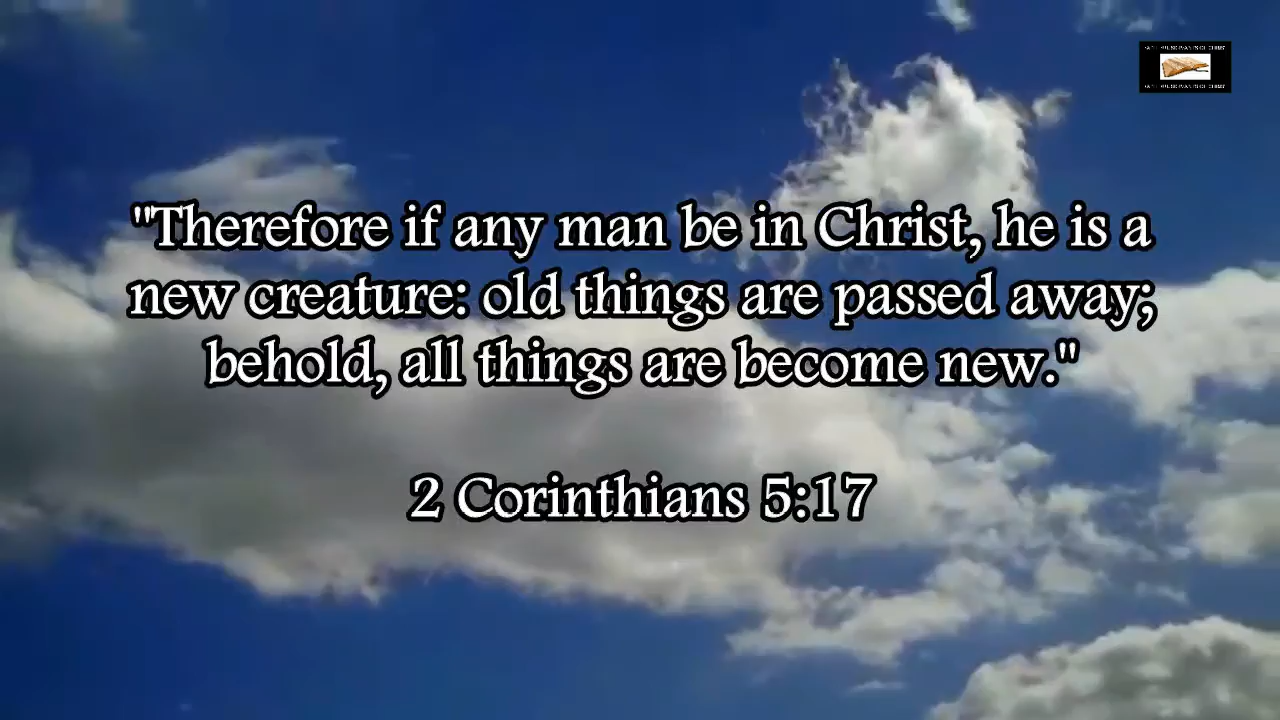 "Therefore if any man be in Christ, he is a
new creature: old things are passed away;
behold, all things are become new."
2 Corinthians 5:17